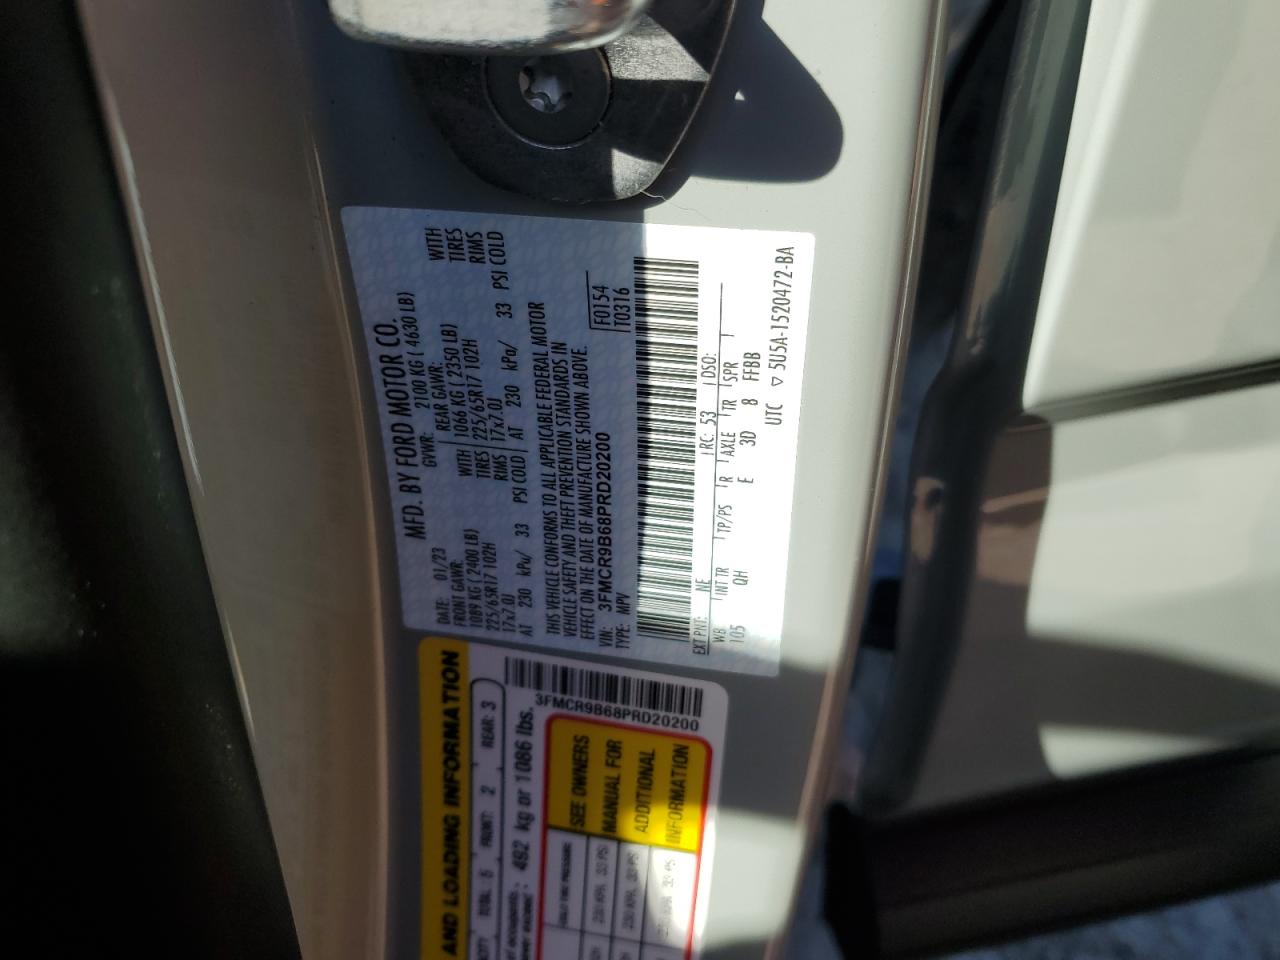 MFD. BY FORD MOTOR CO.
DATE: 01/23 GVWR: 2100 KG ( 4630 LB)
FRONT GAWR: REAR GAWR:
1089 KG ( 2400 LB) WITH 1066 KG ( 2350 LB) WITH
225/65R17 102H TIRES 225/65R17 102H TIRES
17x7.0J RIMS 17x7.0J RIMS
AT 230 kPa/ 33 PSI COLD AT 230 kPa/ 33 PSI COLD
THIS VEHICLE CONFORMS TO ALL APPLICABLE FEDERAL MOTOR
VEHICLE SAFETY AND THEFT PREVENTION STANDARDS IN
EFFECT ON THE DATE OF MANUFACTURE SHOWN ABOVE.
VIN: 3FMCR9B68PRD20200 F0154
TYPE: MPV T0316
EXT PNT: NE RC: 53 DSO:
WB INT TR TP/PS R AXLE TR SPR
105 QH E 3D 8 FFBB
UTC ▽ 5U5A-1520472-BA
AND LOADING INFORMATION
TOTAL 5 FRONT: 2 REAR: 3
492 kg or 1086 lbs.
3FMCR9B68PRD20200
SEE OWNERS
MANUAL FOR
ADDITIONAL
INFORMATION